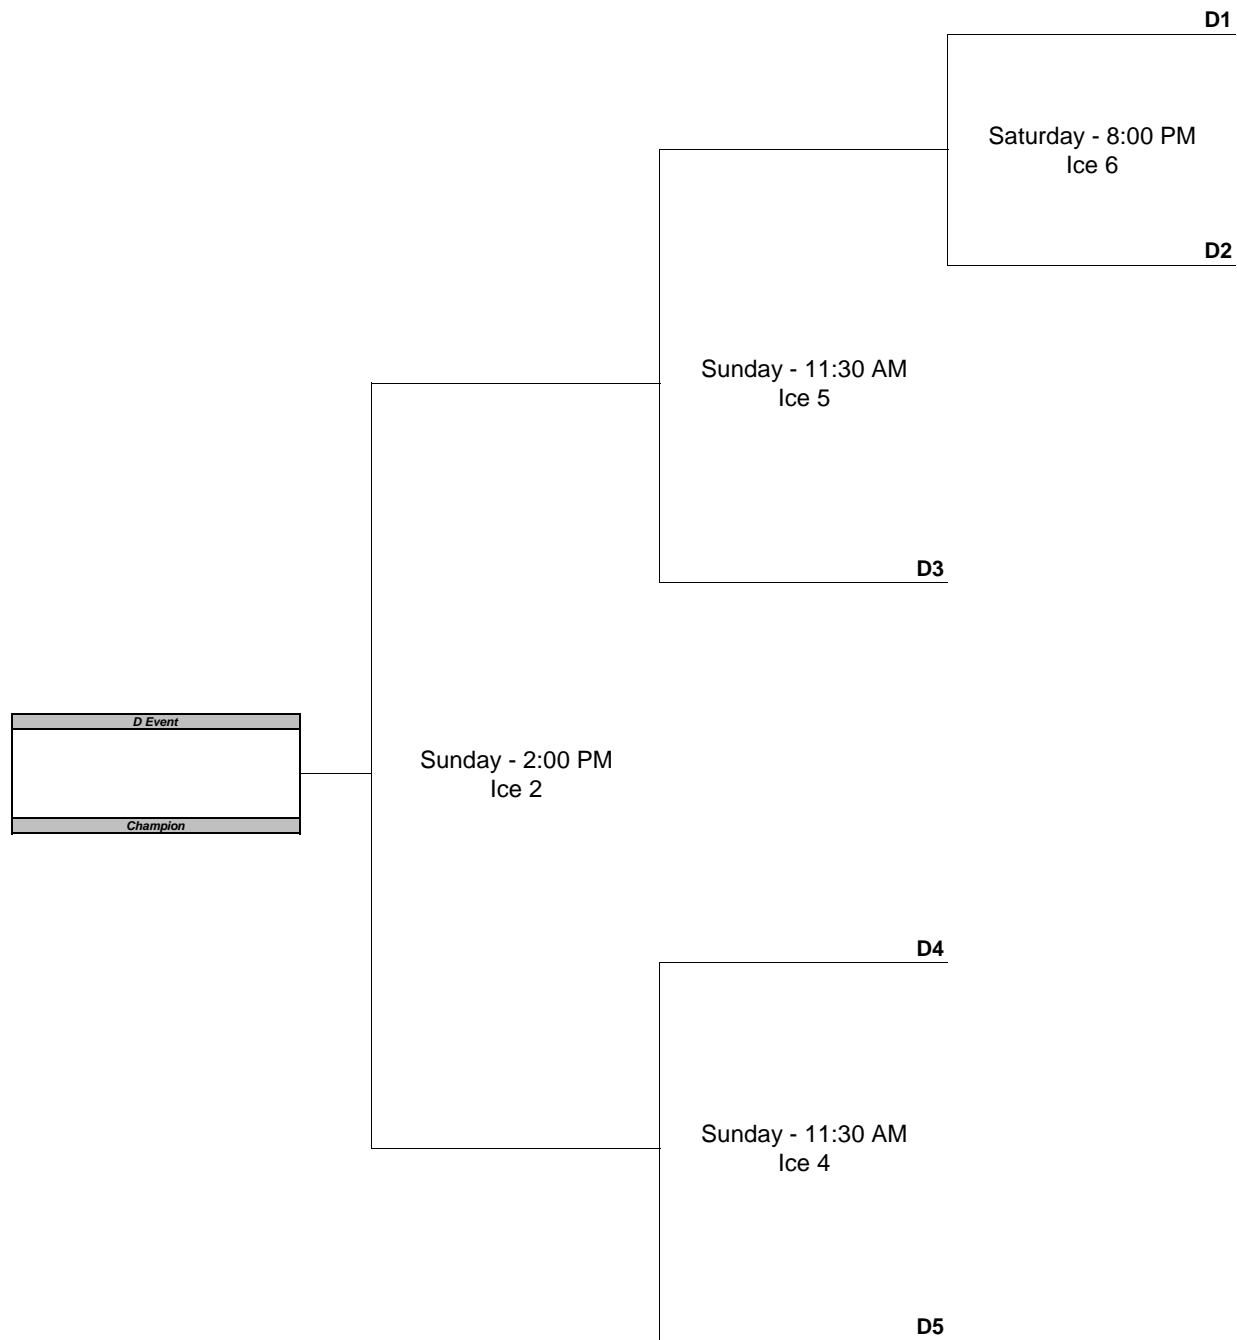 D1
Saturday - 8:00 PM
Ice 6
D2
Sunday - 11:30 AM
Ice 5
D3
D Event
Sunday - 2:00 PM
Ice 2
Champion
D4
Sunday - 11:30 AM
Ice 4
D5